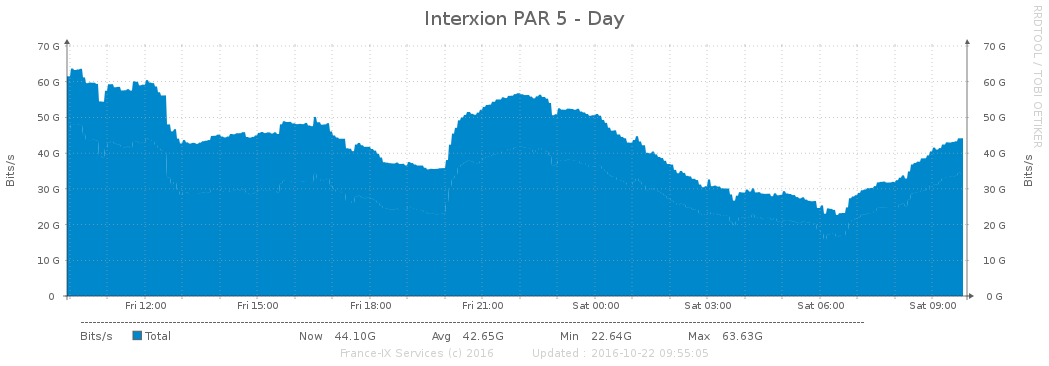 Interxion PAR 5 - Day
RRDTOOL / TOBI OETIKER
Bits/s
Bits/s
70 G 70 G
60 G 60 G
50 G 50 G
40 G 40 G
30 G 30 G
20 G 20 G
10 G 10 G
0 0 G
Fri 12:00 Fri 15:00 Fri 18:00 Fri 21:00 Sat 00:00 Sat 03:00 Sat 06:00 Sat 09:00
Bits/s Total Now 44.10G Avg 42.65G Min 22.64G Max 63.63G
France-IX Services (c) 2016 Updated : 2016-10-22 09:55:05